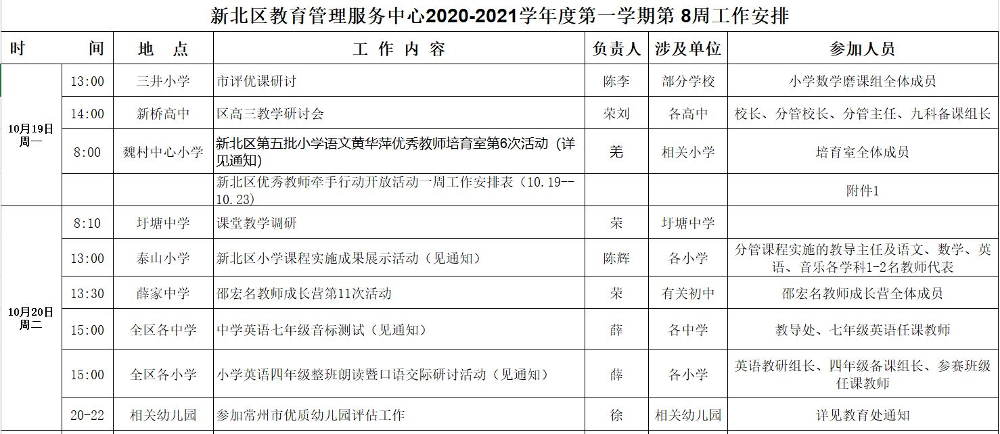 新北区教育管理服务中心2020-2021学年度第一学期第 8周工作安排
时 间 地 点 工 作 内 容 负责人 涉及单位 参加人员
10月19日
周一
13:00 三井小学 市评优课研讨 陈李 部分学校 小学数学磨课组全体成员
14:00 新桥高中 区高三教学研讨会 荣刘 各高中 校长、分管校长、分管主任、九科备课组长
8:00 魏村中心小学 新北区第五批小学语文黄华萍优秀教师培育室第6次活动（详
见通知） 羌 相关小学 培育室全体成员
新北区优秀教师牵手行动开放活动一周工作安排表（10.19--
10.23) 附件1
10月20日
周二
8:10 圩塘中学 课堂教学调研 荣 圩塘中学
13:00 泰山小学 新北区小学课程实施成果展示活动（见通知） 陈辉 各小学 分管课程实施的教导主任及语文、数学、英
语、音乐各学科1-2名教师代表
13:30 薛家中学 邵宏名教师成长营第11次活动 荣 有关初中 邵宏名教师成长营全体成员
15:00 全区各中学 中学英语七年级音标测试（见通知） 薛 各中学 教导处、七年级英语任课教师
15:00 全区各小学 小学英语四年级整班朗读暨口语交际研讨活动（见通知） 薛 各小学 英语教研组长、四年级备课组长、参赛班级
任课教师
20-22 相关幼儿园 参加常州市优质幼儿园评估工作 徐 相关幼儿园 详见教育处通知